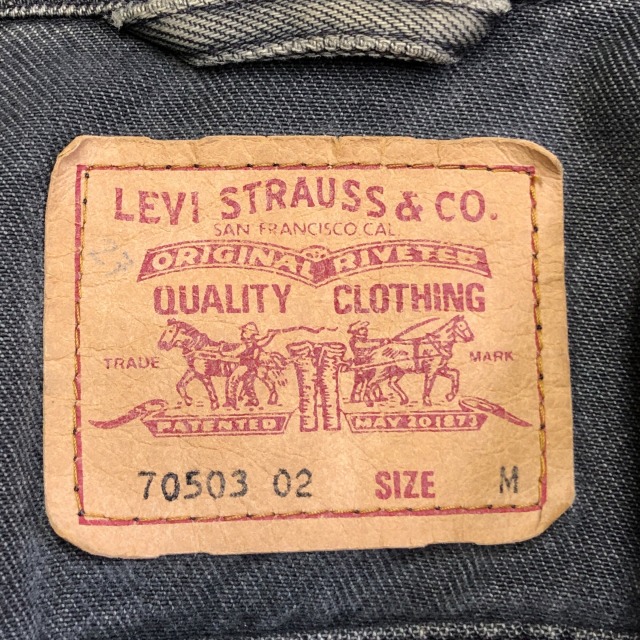 LEVI STRAUSS & CO.
SAN FRANCISCO CAL
ORIGINAL RIVETED
QUALITY CLOTHING
TRADE MARK
PATENTED MAY 20 1873
70503 02 SIZE M